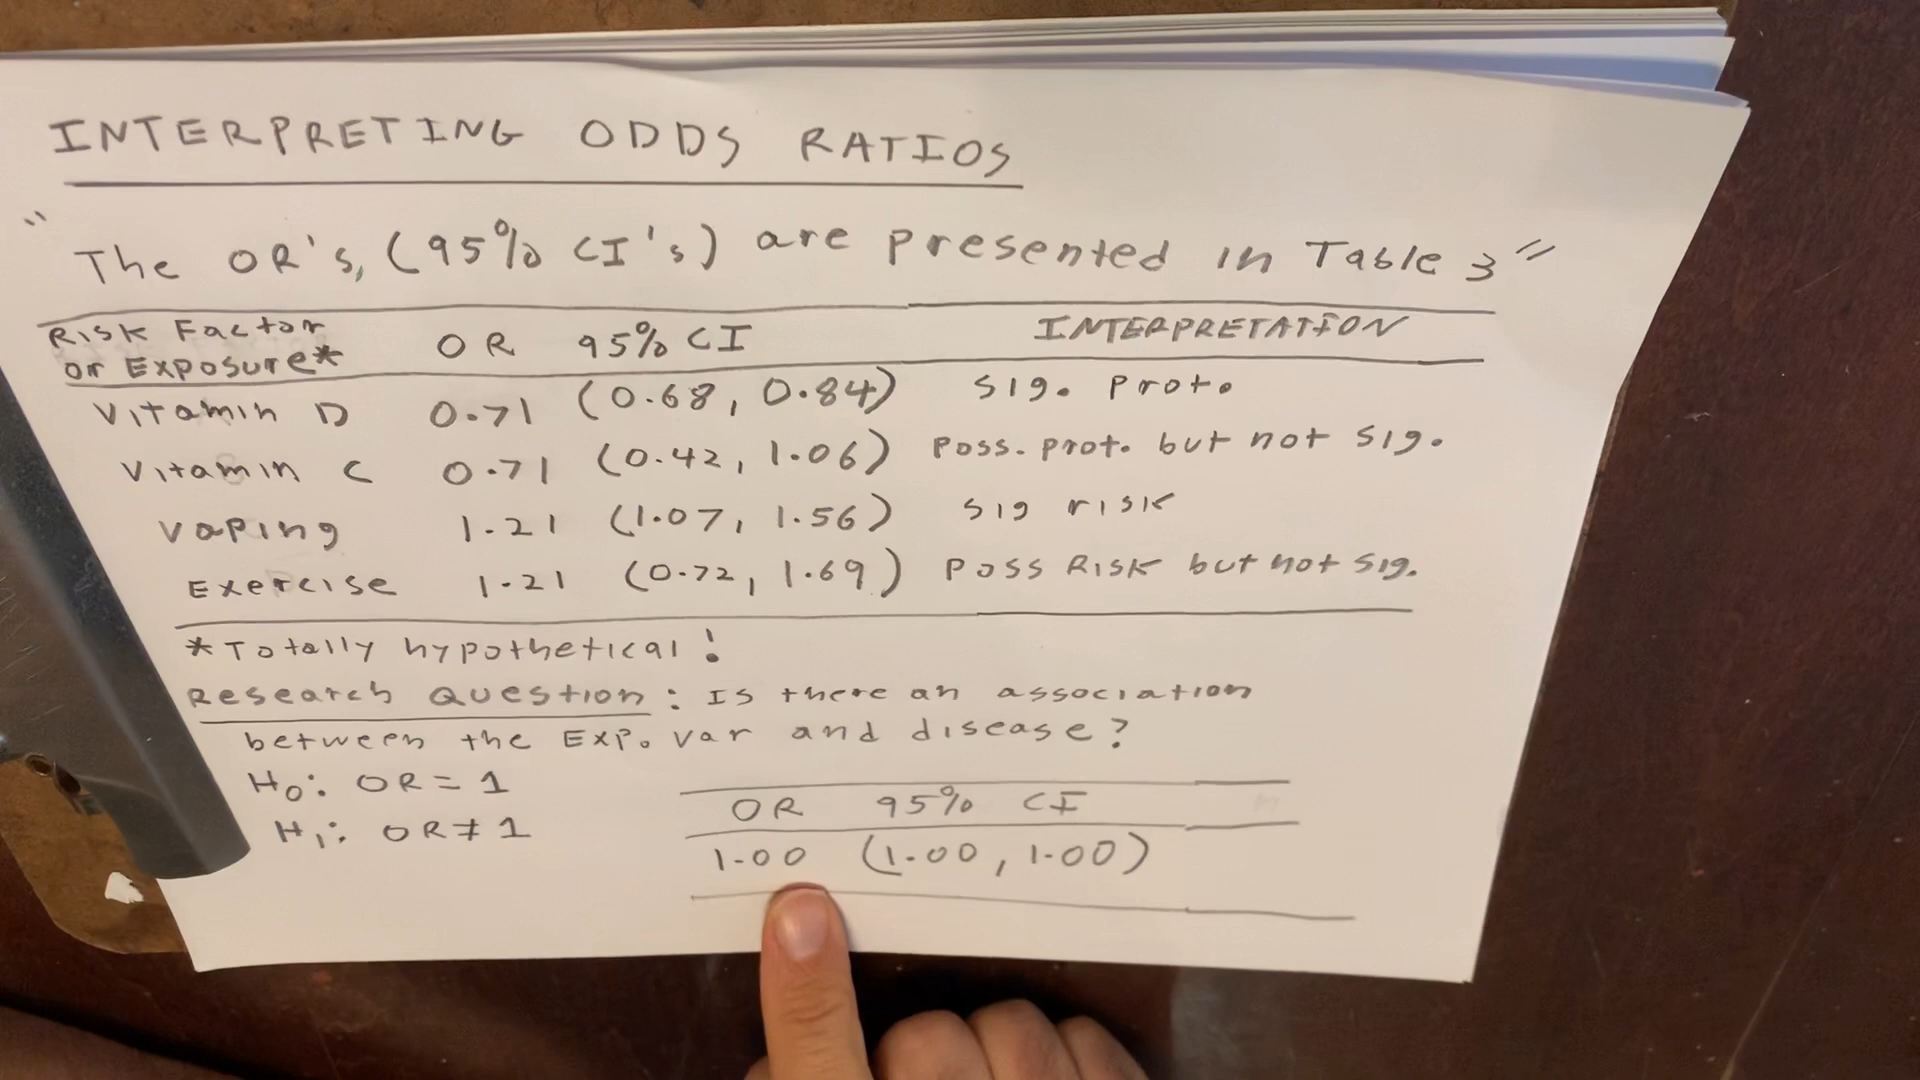 INTERPRETING ODDS RATIOS
"The OR's, (95% CI's) are presented in Table 3"
Risk Factor or Exposure* OR 95% CI INTERPRETATION
Vitamin D 0.71 (0.68, 0.84) Sig. Prot.
Vitamin C 0.71 (0.42, 1.06) Poss. prot. but not sig.
Vaping 1.21 (1.07, 1.56) Sig risk
Exercise 1.21 (0.72, 1.69) Poss Risk but not sig.
*Totally hypothetical!
Research Question: Is there an association
between the Exp. Var and disease?
H0: OR = 1
H1: OR ≠ 1
OR 95% CI
1.00 (1.00, 1.00)